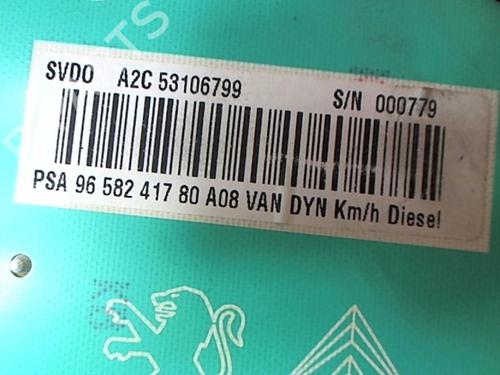 SVDO A2C 53106799 S/N 000779
PSA 96 582 417 80 A08 VAN DYN Km/h Diesel